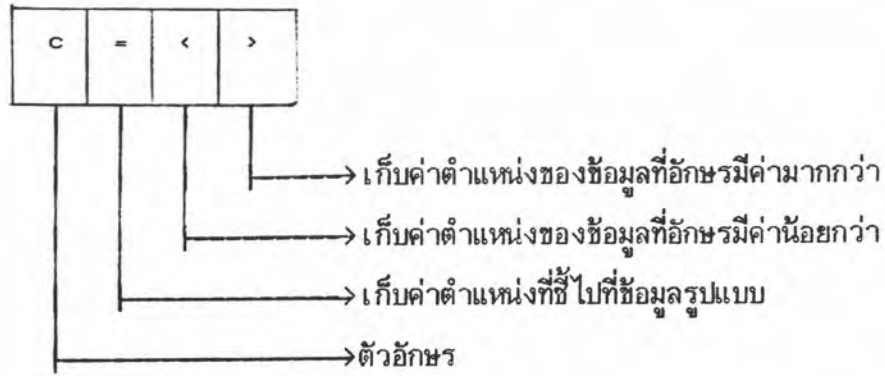 C = < >
เก็บค่าตำแหน่งของข้อมูลที่อักษรมีค่ามากกว่า
เก็บค่าตำแหน่งของข้อมูลที่อักษรมีค่าน้อยกว่า
เก็บค่าตำแหน่งที่ชี้ไปที่ข้อมูลรูปแบบ
ตัวอักษร